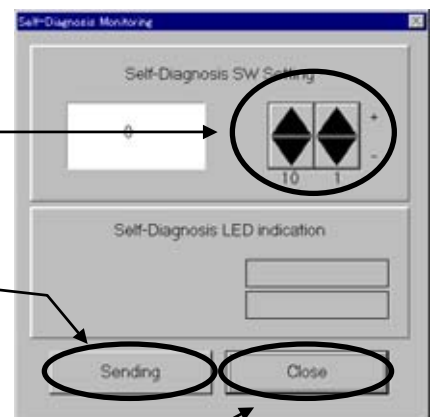 Self-Diagnosis Monitoring
Self-Diagnosis SW Setting
0
+
-
10 1
Self-Diagnosis LED indication
Sending Close